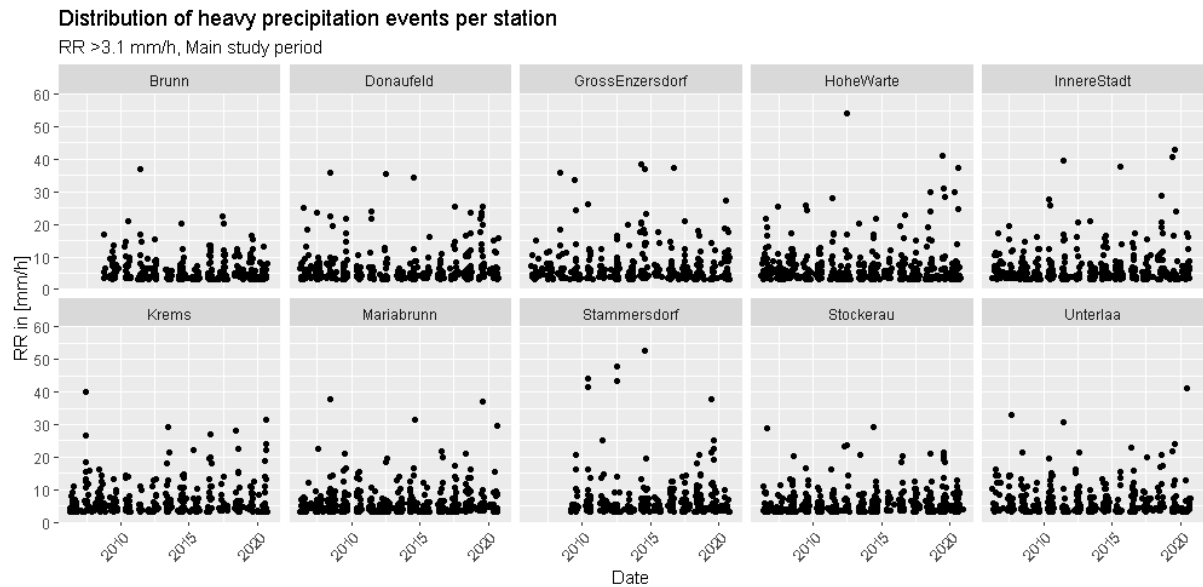 Distribution of heavy precipitation events per station
RR >3.1 mm/h, Main study period
Brunn Donaufeld GrossEnzersdorf HoheWarte InnereStadt
60
50
40
30
20
10
0
Krems Mariabrunn Stammersdorf Stockerau Unterlaa
60
50
40
30
20
10
0
RR in [mm/h]
2010 2015 2020 2010 2015 2020 2010 2015 2020 2010 2015 2020 2010 2015 2020
Date